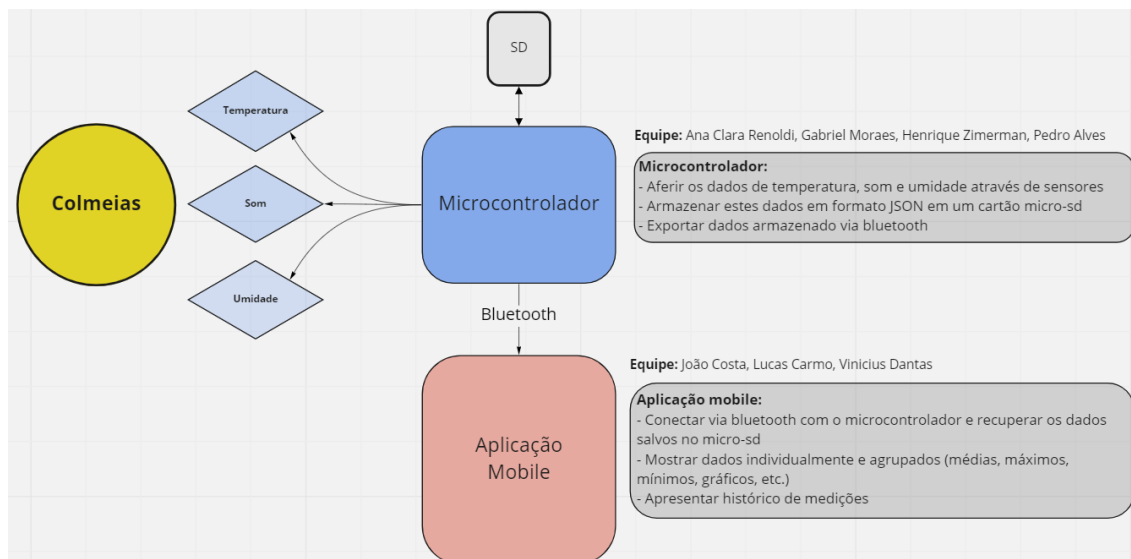 SD
Temperatura
Colmeias
Som
Umidade
Microcontrolador
Equipe: Ana Clara Renoldi, Gabriel Moraes, Henrique Zimerman, Pedro Alves
Microcontrolador:
- Aferir os dados de temperatura, som e umidade através de sensores
- Armazenar estes dados em formato JSON em um cartão micro-sd
- Exportar dados armazenado via bluetooth
Bluetooth
Aplicação
Mobile
Equipe: João Costa, Lucas Carmo, Vinicius Dantas
Aplicação mobile:
- Conectar via bluetooth com o microcontrolador e recuperar os dados
salvos no micro-sd
- Mostrar dados individualmente e agrupados (médias, máximos,
mínimos, gráficos, etc.)
- Apresentar histórico de medições